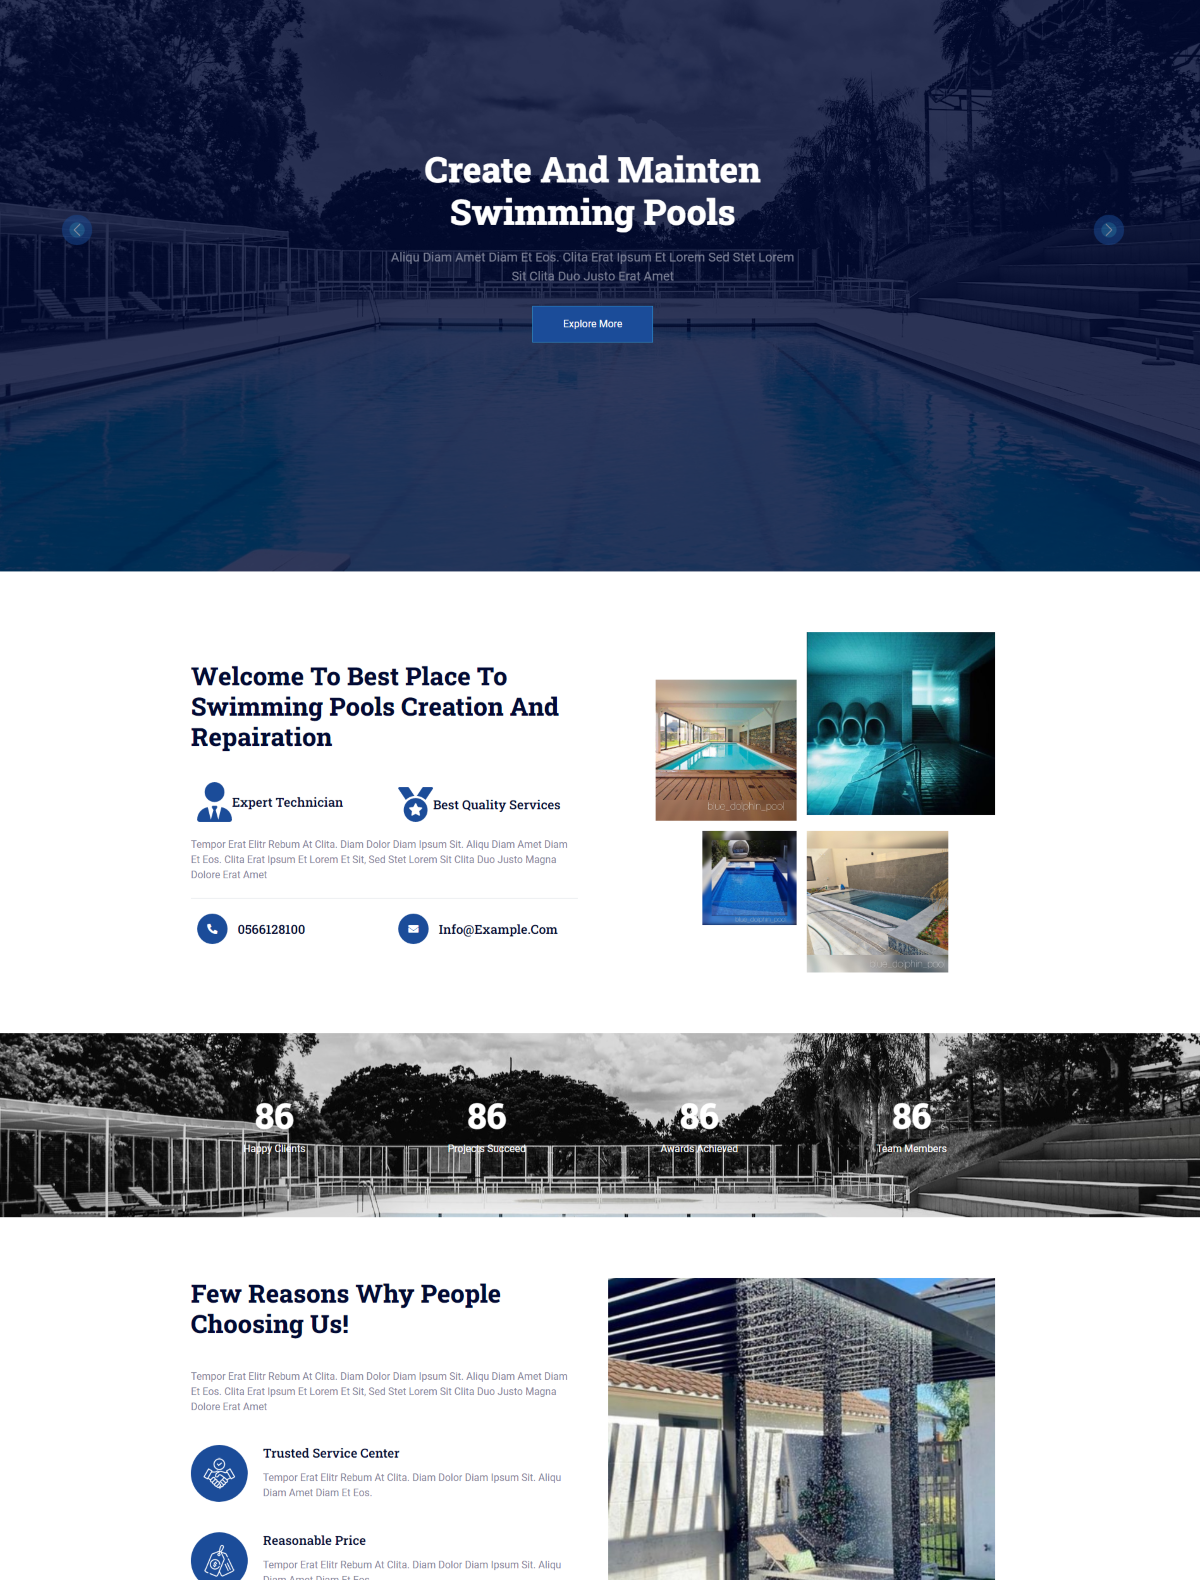 Create And Mainten
Swimming Pools
Aliqu Diam Amet Diam Et Eos. Clita Erat Ipsum Et Lorem Sed Stet Lorem
Sit Clita Duo Justo Erat Amet
Explore More
Welcome To Best Place To
Swimming Pools Creation And
Repairation
Expert Technician
Best Quality Services
Tempor Erat Elitr Rebum At Clita. Diam Dolor Diam Ipsum Sit. Aliqu Diam Amet Diam
Et Eos. Clita Erat Ipsum Et Lorem Et Sit, Sed Stet Lorem Sit Clita Duo Justo Magna
Dolore Erat Amet
0566128100
Info@Example.Com
blue_dolphin_pool
blue_dolphin_pool
blue_dolphin_pool
86
Happy Clients
86
Projects Succeed
86
Awards Achieved
86
Team Members
Few Reasons Why People
Choosing Us!
Tempor Erat Elitr Rebum At Clita. Diam Dolor Diam Ipsum Sit. Aliqu Diam Amet Diam
Et Eos. Clita Erat Ipsum Et Lorem Et Sit, Sed Stet Lorem Sit Clita Duo Justo Magna
Dolore Erat Amet
Trusted Service Center
Tempor Erat Elitr Rebum At Clita. Diam Dolor Diam Ipsum Sit. Aliqu
Diam Amet Diam Et Eos.
Reasonable Price
Tempor Erat Elitr Rebum At Clita. Diam Dolor Diam Ipsum Sit. Aliqu
Diam Amet Diam Et Eos.